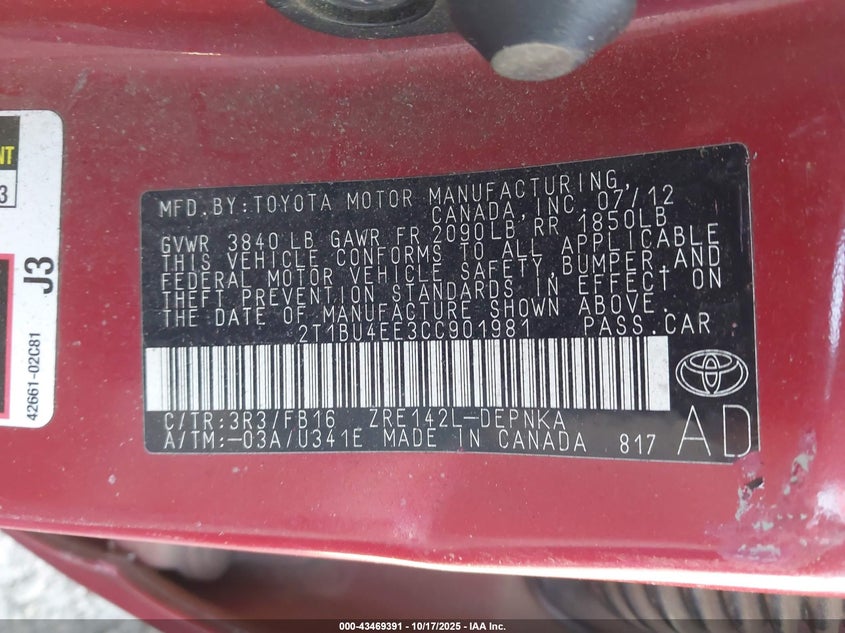 NT
3
J3
42661-02C81
MFD.BY:TOYOTA MOTOR MANUFACTURING,
CANADA, INC. 07/12
GVWR 3840 LB GAWR FR 2090LB RR 1850LB
THIS VEHICLE CONFORMS TO ALL APPLICABLE
FEDERAL MOTOR VEHICLE SAFETY, BUMPER AND
THEFT PREVENTION STANDARDS IN EFFECT ON
THE DATE OF MANUFACTURE SHOWN ABOVE.
2T1BU4EE3CC901981 PASS.CAR
C/TR:3R3/FB16 ZRE142L-DEPNKA
A/TM:-03A/U341E MADE IN CANADA 817
AD
000-43469391 | 10/17/2025 - IAA Inc.